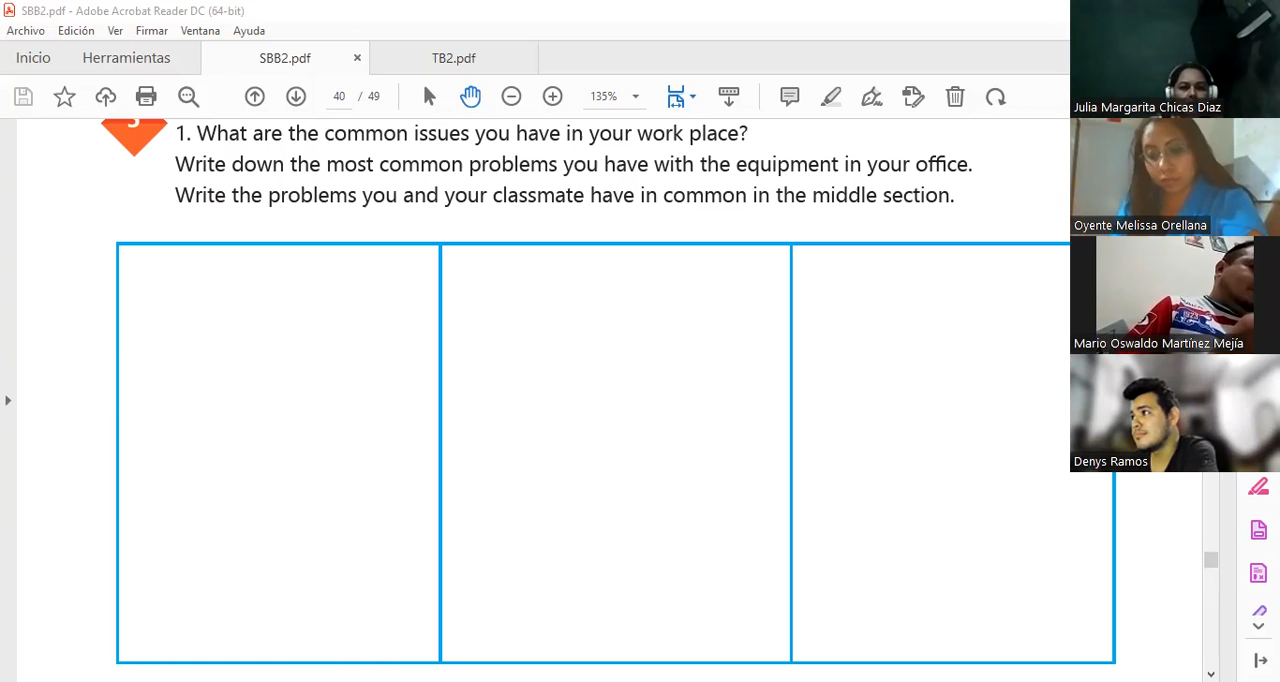 SBB2.pdf - Adobe Acrobat Reader DC (64-bit)
Archivo Edición Ver Firmar Ventana Ayuda
Inicio Herramientas SBB2.pdf × TB2.pdf
40 / 49 135%
1. What are the common issues you have in your work place?
Write down the most common problems you have with the equipment in your office.
Write the problems you and your classmate have in common in the middle section.
Julia Margarita Chicas Diaz
Oyente Melissa Orellana
Mario Oswaldo Martínez Mejía
Denys Ramos